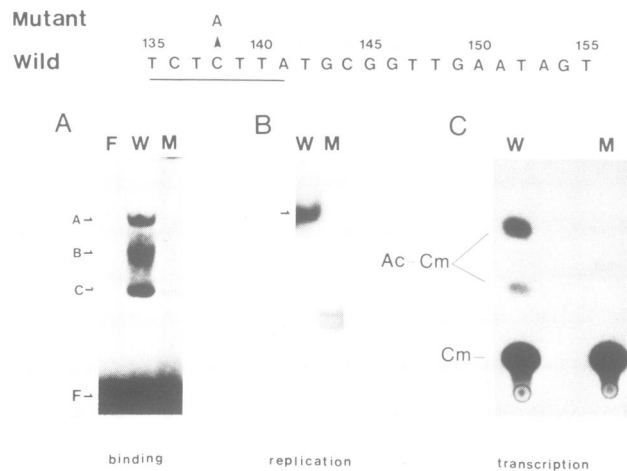 Mutant A
135 140 145 150 155
Wild T C T C T T A T G C G G T T G A A T A G T
A B C
F W M W M W M
A
B
Ac Cm
C
Cm
F
binding replication transcription